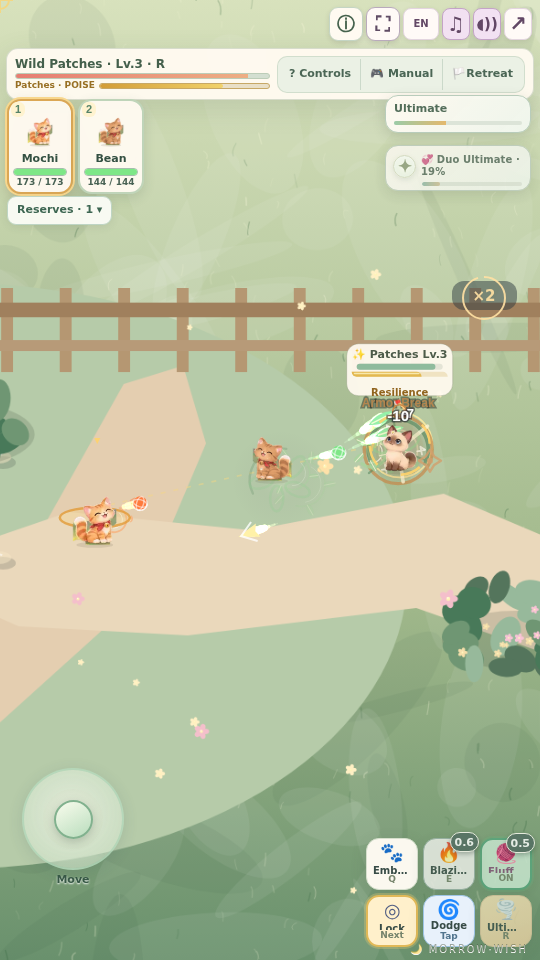 EN
Wild Patches · Lv.3 · R
Patches · POISE
? Controls
Manual
Retreat
Ultimate
Duo Ultimate ·
19%
1
Mochi
173 / 173
2
Bean
144 / 144
Reserves · 1 ▾
×2
Patches Lv.3
Resilience
Armor Break
-107
Move
Emb...
Q
0.6
Blazi...
E
0.5
Fluff
ON
Lock
Next
Dodge
Tap
Ulti...
R
MORROW-WISH